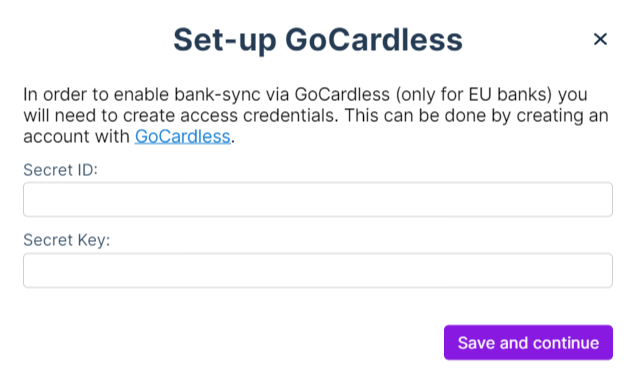 Set-up GoCardless
In order to enable bank-sync via GoCardless (only for EU banks) you
will need to create access credentials. This can be done by creating an
account with GoCardless.
Secret ID:
Secret Key:
Save and continue